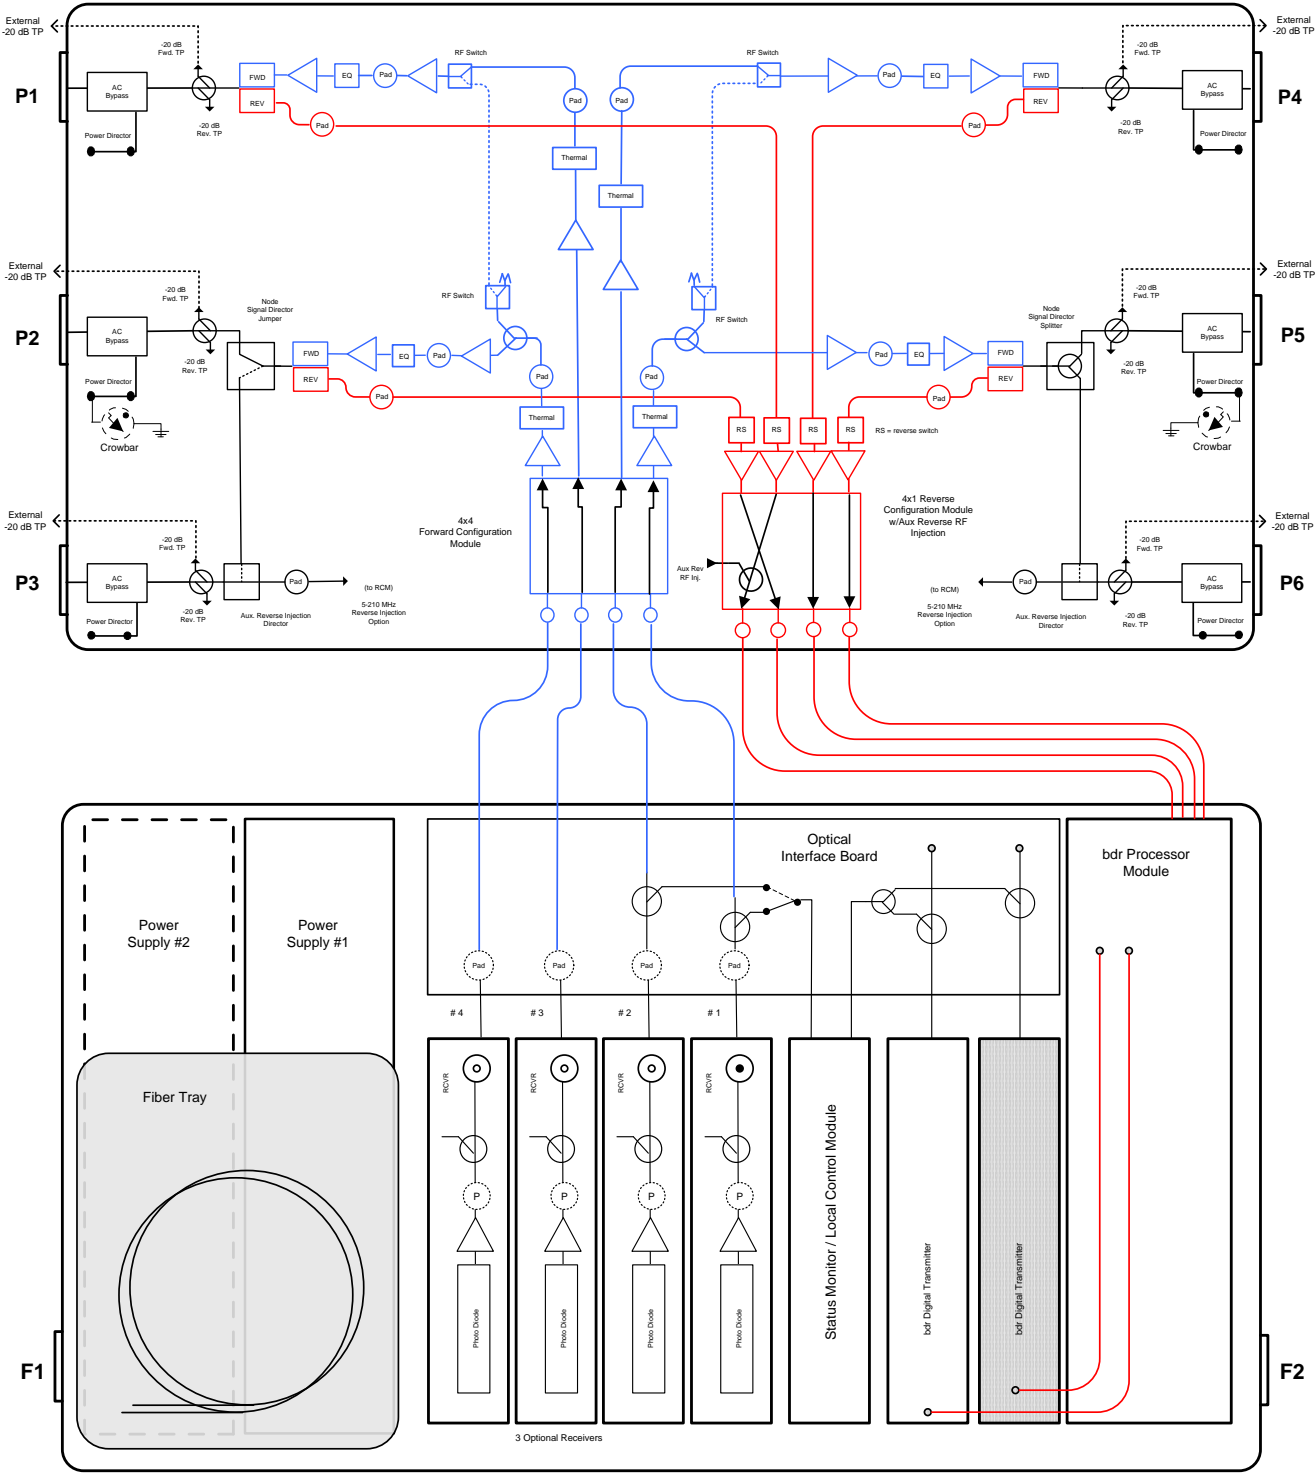 External
-20 dB TP
-20 dB
Fwd. TP
RF Switch
RF Switch
-20 dB
Fwd. TP
External
-20 dB TP
P1
AC
Bypass
FWD
EQ
Pad
Pad
Pad
Pad
EQ
FWD
AC
Bypass
P4
REV
REV
Power Director
-20 dB
Rev. TP
Pad
Pad
-20 dB
Rev. TP
Power Director
Thermal
Thermal
External
-20 dB TP
-20 dB
Fwd. TP
Node
Signal Director
Jumper
RF Switch
RF Switch
Node
Signal Director
Splitter
-20 dB
Fwd. TP
External
-20 dB TP
P2
AC
Bypass
FWD
EQ
Pad
Pad
EQ
FWD
AC
Bypass
P5
-20 dB
Rev. TP
REV
Pad
Pad
REV
-20 dB
Rev. TP
Power Director
Pad
Pad
Power Director
Crowbar
Thermal
Thermal
RS
RS
RS
RS
RS = reverse switch
Crowbar
4x4
Forward Configuration
Module
4x1 Reverse
Configuration Module
w/Aux Reverse RF
Injection
External
-20 dB TP
-20 dB
Fwd. TP
-20 dB
Fwd. TP
External
-20 dB TP
P3
AC
Bypass
Pad
(to RCM)
Aux Rev
RF Inj.
(to RCM)
Pad
AC
Bypass
P6
Power Director
-20 dB
Rev. TP
Aux. Reverse Injection
Director
5-210 MHz
Reverse Injection
Option
5-210 MHz
Reverse Injection
Option
Aux. Reverse Injection
Director
-20 dB
Rev. TP
Power Director
Optical
Interface Board
bdr Processor
Module
Power
Supply #2
Power
Supply #1
Pad
Pad
Pad
Pad
# 4
# 3
# 2
# 1
Fiber Tray
RCVR
RCVR
RCVR
RCVR
P
P
P
P
Photo Diode
Photo Diode
Photo Diode
Photo Diode
Status Monitor / Local Control Module
bdr Digital Transmitter
bdr Digital Transmitter
F1
F2
3 Optional Receivers